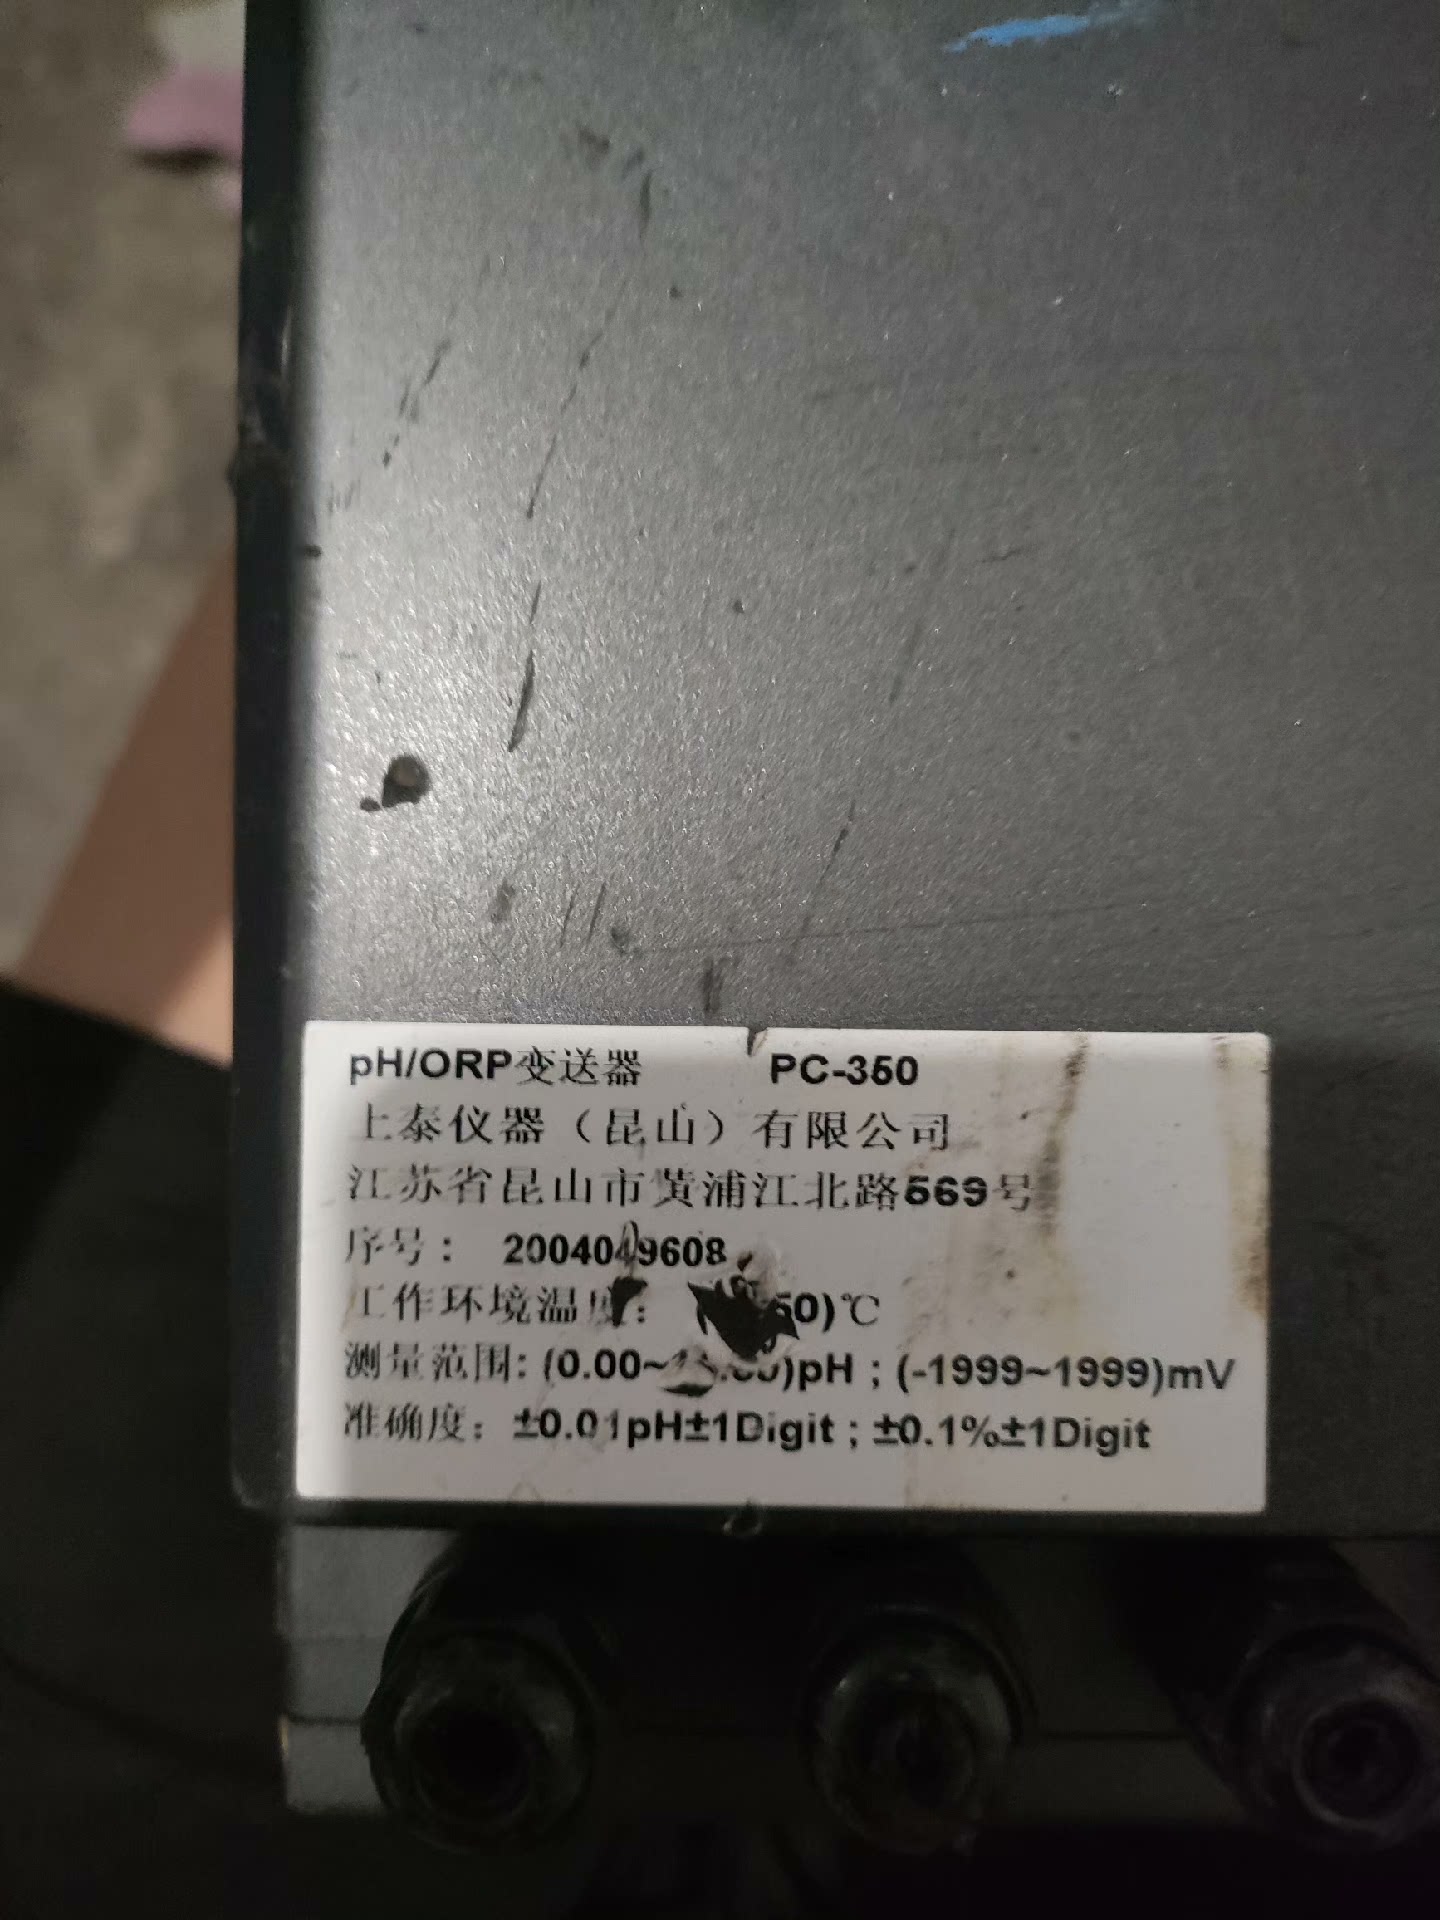 pH/ORP变送器 PC-350
上泰仪器（昆山）有限公司
江苏省昆山市黄浦江北路569号
序号： 2004049608
工作环境温度： 50)℃
测量范围: (0.00~ )pH ; (-1999~1999)mV
准确度： ±0.01pH±1Digit ; ±0.1%±1Digit